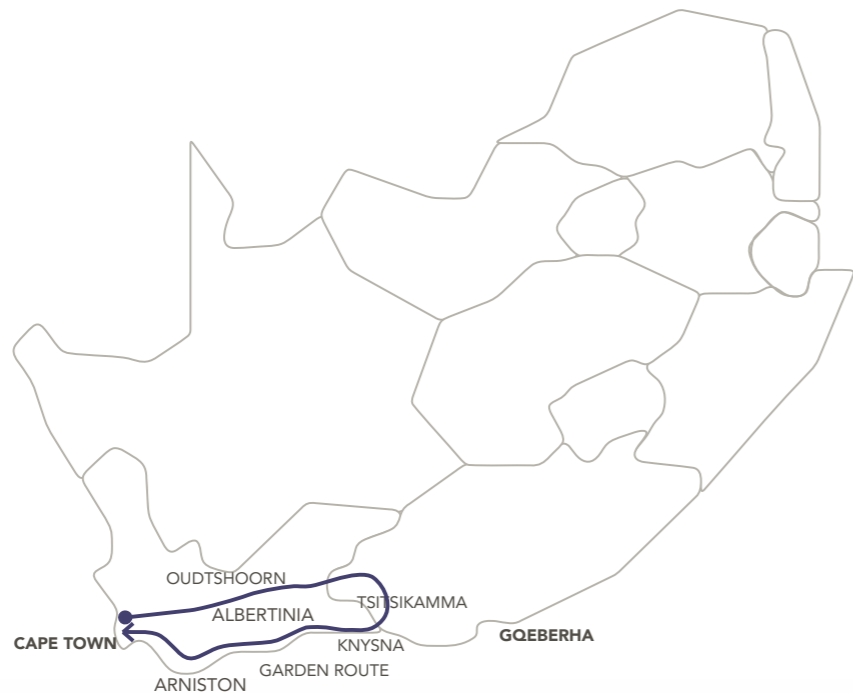 OUDTSHOORN
TSITSIKAMMA
ALBERTINIA
GQEBERHA
CAPE TOWN
KNYSNA
GARDEN ROUTE
ARNISTON